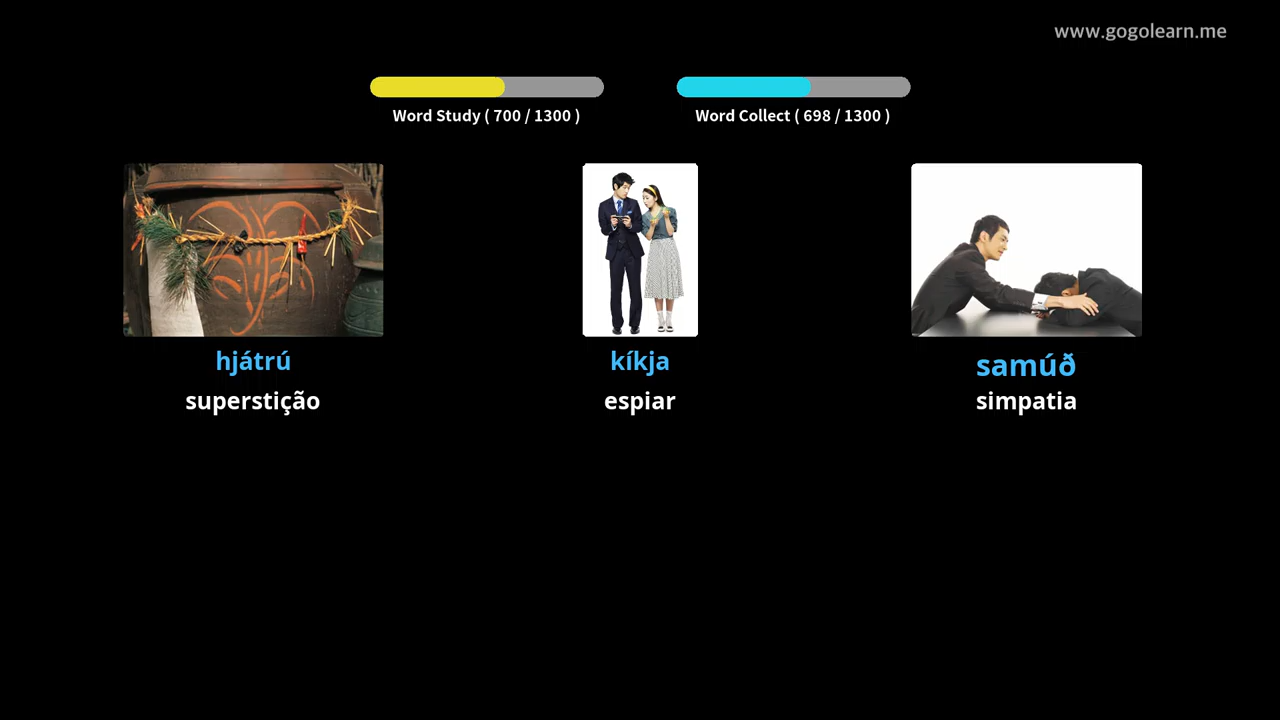 www.gogolearn.me
Word Study ( 700 / 1300 )
Word Collect ( 698 / 1300 )
hjátrú
superstição
kíkja
espiar
samúð
simpatia